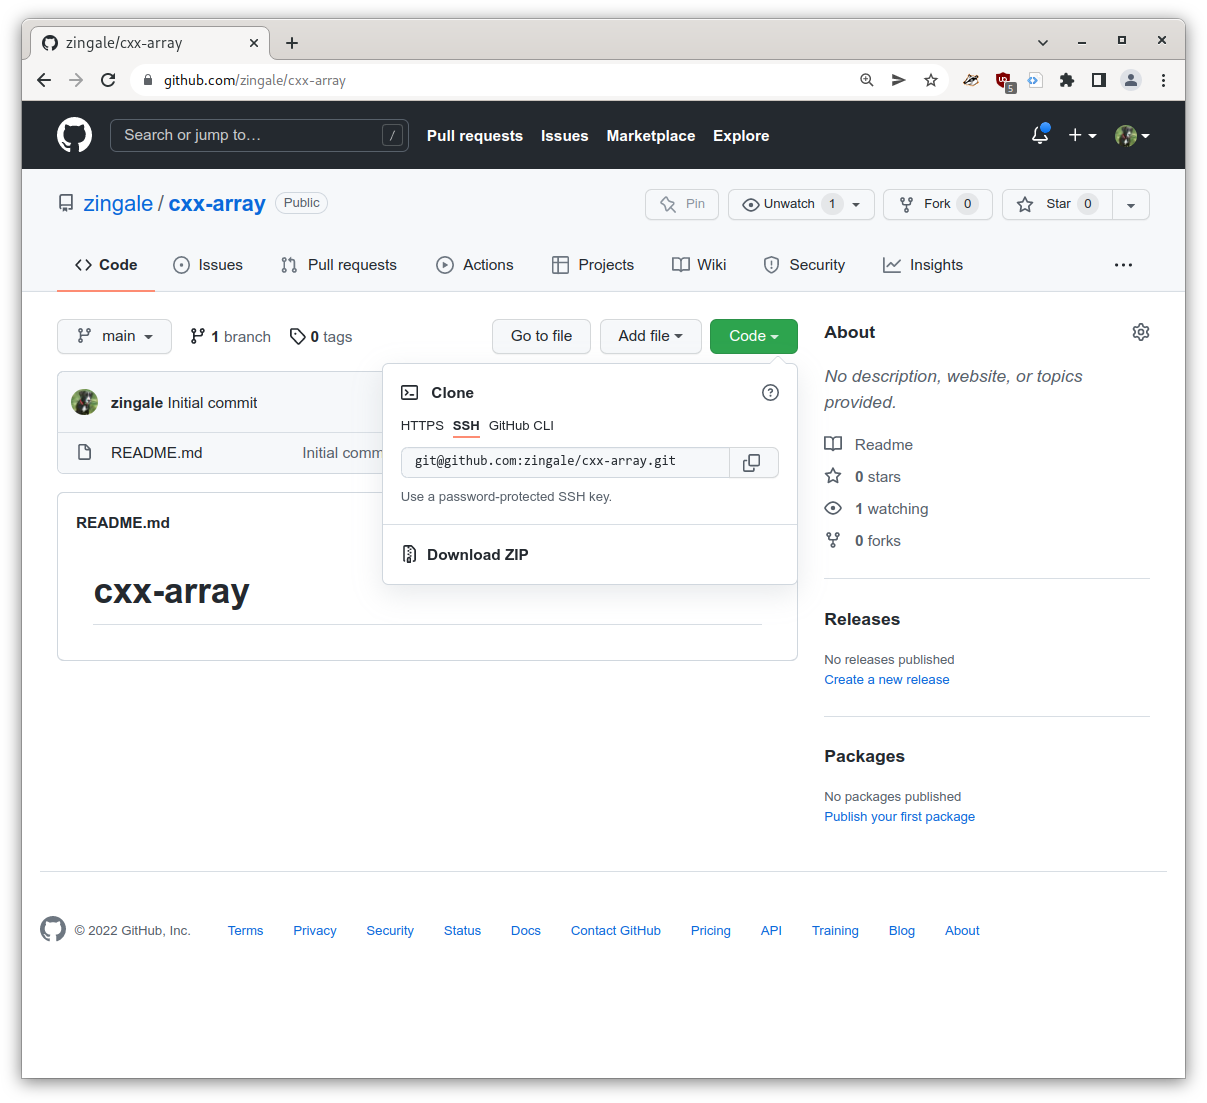 zingale/cxx-array
github.com/zingale/cxx-array
5
Search or jump to… /
Pull requests Issues Marketplace Explore
zingale / cxx-array Public
Pin
Unwatch 1
Fork 0
Star 0
Code Issues Pull requests Actions Projects Wiki Security Insights
main
1 branch
0 tags
Go to file
Add file
Code
zingale Initial commit
README.md Initial comm
README.md
cxx-array
Clone
HTTPS SSH GitHub CLI
git@github.com:zingale/cxx-array.git
Use a password-protected SSH key.
Download ZIP
About
No description, website, or topics
provided.
Readme
0 stars
1 watching
0 forks
Releases
No releases published
Create a new release
Packages
No packages published
Publish your first package
© 2022 GitHub, Inc. Terms Privacy Security Status Docs Contact GitHub Pricing API Training Blog About